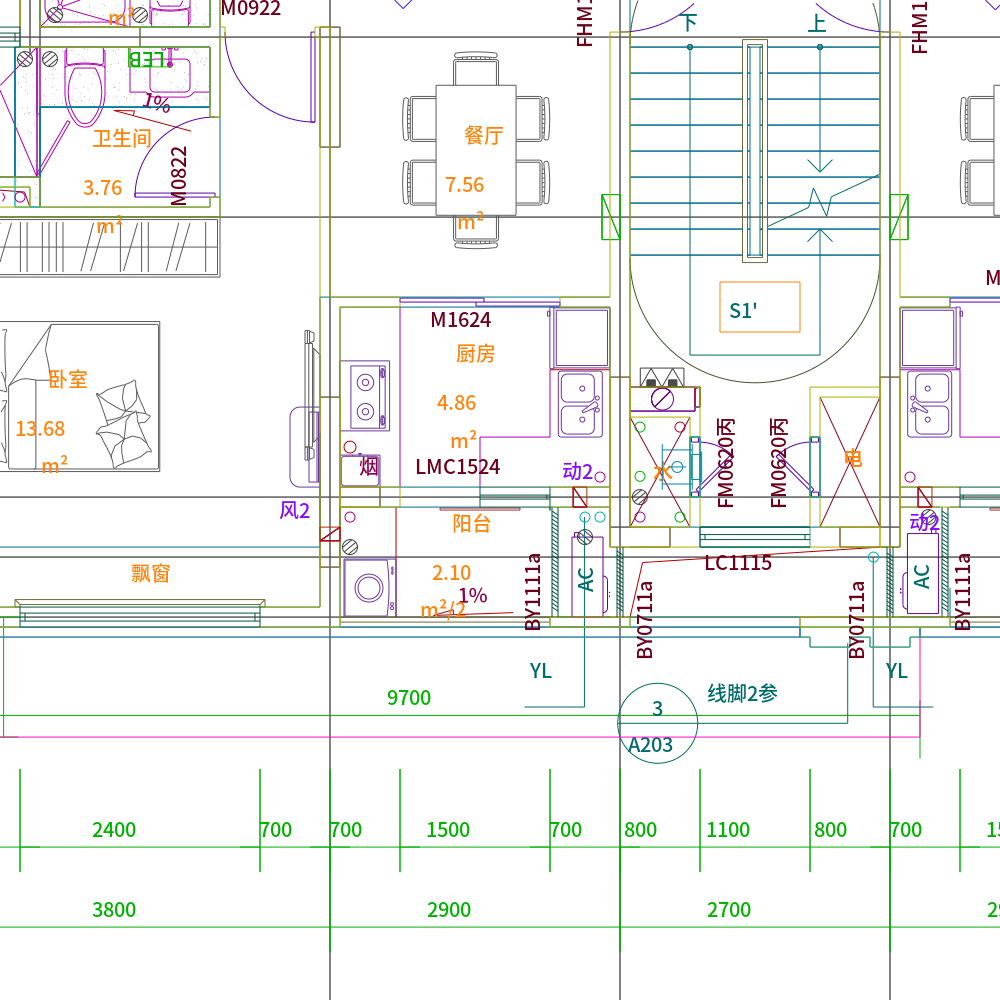 m²
M0922
FHM1
下
上
FHM1
1%
卫生间
3.76
m²
M0822
餐厅
7.56
m²
M
M1624
S1'
厨房
卧室
4.86
13.68
m²
m²
烟
LMC1524
动2
水
FM0620丙
FM0620丙
电
风2
阳台
动2
飘窗
2.10
1%
m²/2
BY1111a
AC
LC1115
BY0711a
BY0711a
AC
BY1111a
YL
YL
9700
线脚2参
3
A203
2400
700
700
1500
700
800
1100
800
700
15
3800
2900
2700
29